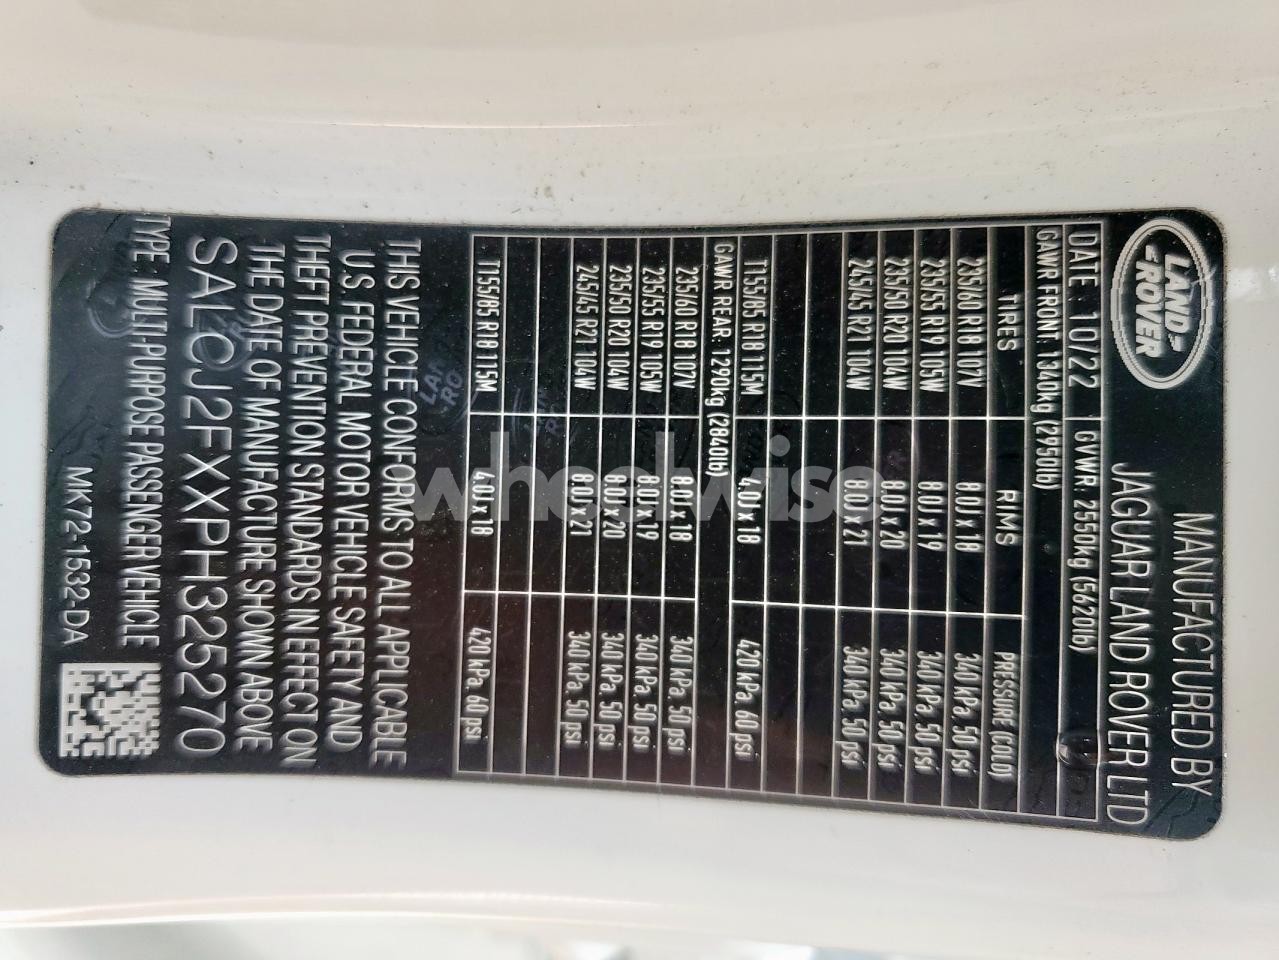 LAND
ROVER
MANUFACTURED BY
JAGUAR LAND ROVER LTD
DATE : 10/22 GVWR: 2550kg (5620lb)
GAWR FRONT: 1340kg (2950lb)
TIRES RIMS PRESSURE (COLD)
235/60 R18 107V 8.0J x 18 340 kPa, 50 psi
235/55 R19 105W 8.0J x 19 340 kPa, 50 psi
235/50 R20 104W 8.0J x 20 340 kPa, 50 psi
245/45 R21 104W 8.0J x 21 340 kPa, 50 psi
T155/85 R18 115M 4.0J x 18 420 kPa, 60 psi
GAWR REAR: 1290kg (2840lb)
235/60 R18 107V 8.0J x 18 340 kPa, 50 psi
235/55 R19 105W 8.0J x 19 340 kPa, 50 psi
235/50 R20 104W 8.0J x 20 340 kPa, 50 psi
245/45 R21 104W 8.0J x 21 340 kPa, 50 psi
T155/85 R18 115M 4.0J x 18 420 kPa, 60 psi
THIS VEHICLE CONFORMS TO ALL APPLICABLE
U.S. FEDERAL MOTOR VEHICLE SAFETY AND
THEFT PREVENTION STANDARDS IN EFFECT ON
THE DATE OF MANUFACTURE SHOWN ABOVE
SALCJ2FXXPH325270
TYPE : MULTI-PURPOSE PASSENGER VEHICLE
MK72-1532-DA
wheelwise